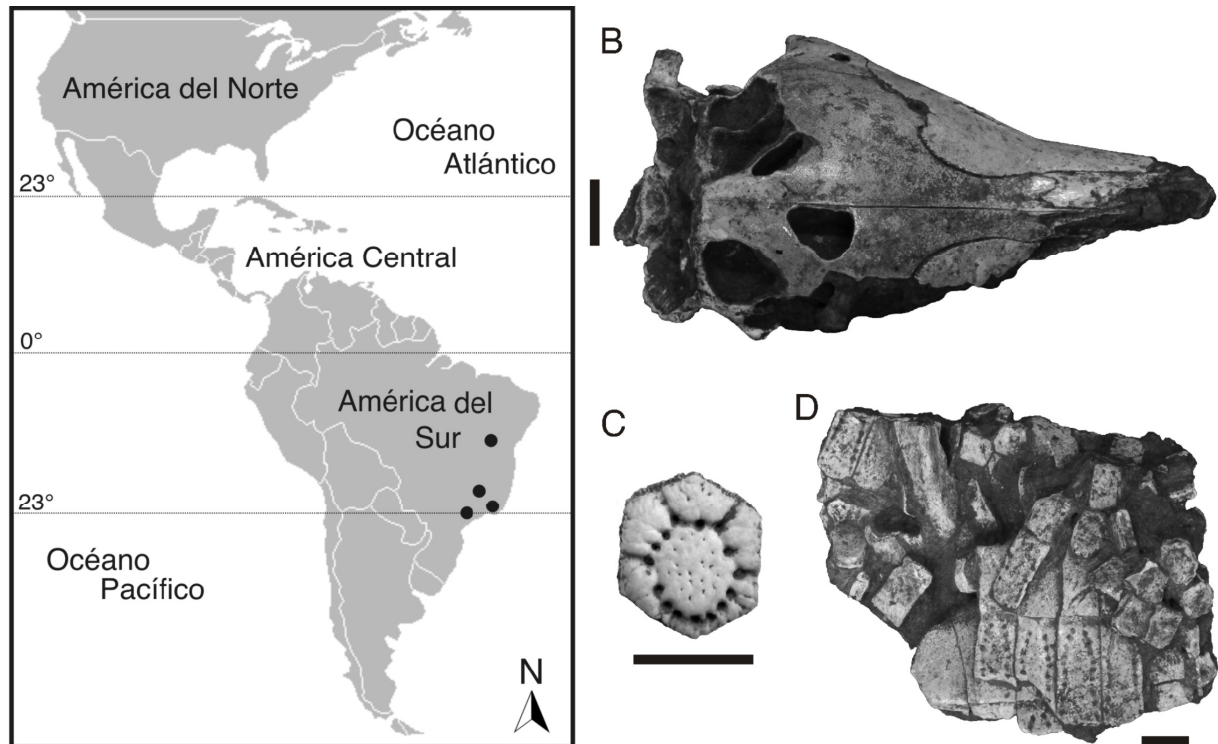 América del Norte
Océano
Atlántico
23°
América Central
0°
América del
Sur
23°
Océano
Pacífico
N
B
C
D